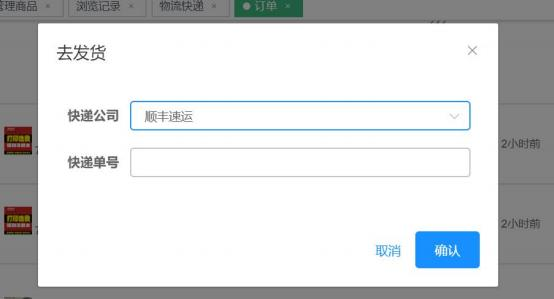 管理商品 ×
浏览记录 ×
物流快递 ×
订单 ×
去发货
快递公司 顺丰速运
快递单号
2小时前
2小时前
取消 确认